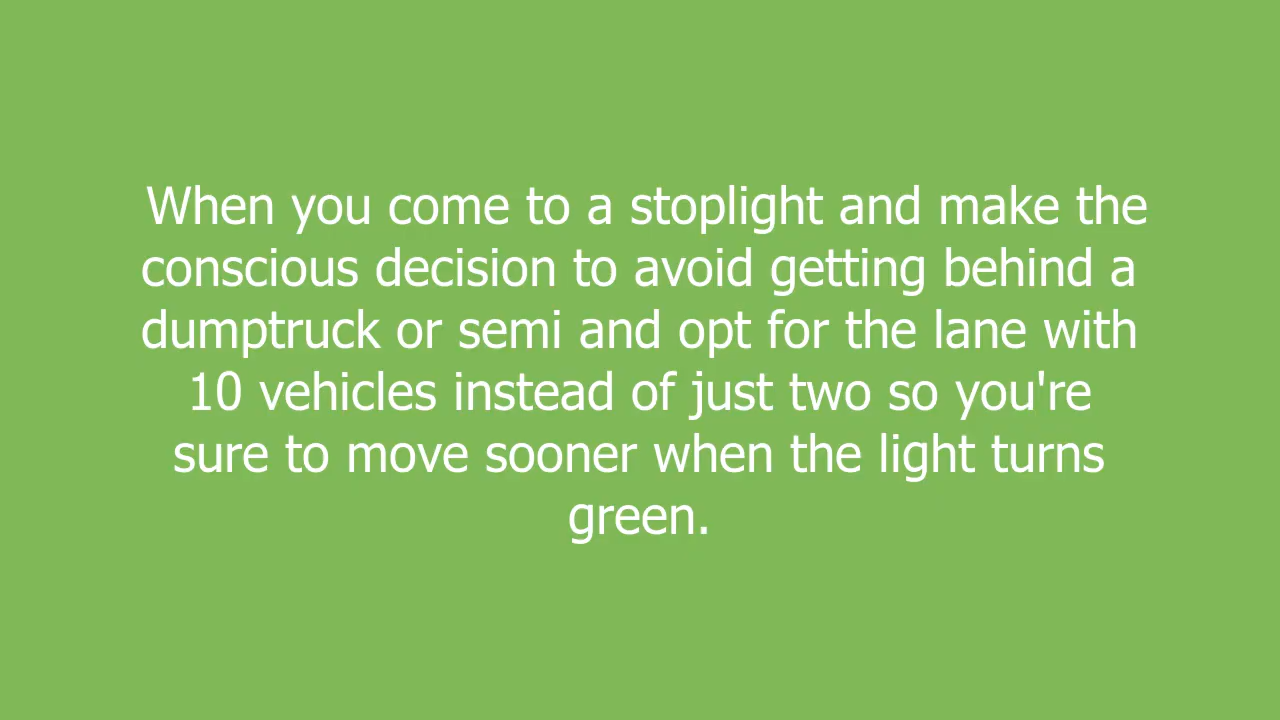 When you come to a stoplight and make the
conscious decision to avoid getting behind a
dumptruck or semi and opt for the lane with
10 vehicles instead of just two so you're
sure to move sooner when the light turns
green.